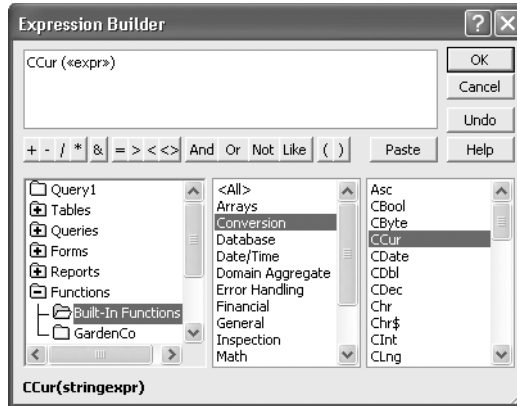 Expression Builder
CCur («expr»)
OK
Cancel
Undo
+ - / * & = > < <> And Or Not Like ( ) Paste Help
Query1
Tables
Queries
Forms
Reports
Functions
Built-In Functions
GardenCo
<All>
Arrays
Conversion
Database
Date/Time
Domain Aggregate
Error Handling
Financial
General
Inspection
Math
Asc
CBool
CByte
CCur
CDate
CDbl
CDec
Chr
Chr$
CInt
CLng
CCur(stringexpr)